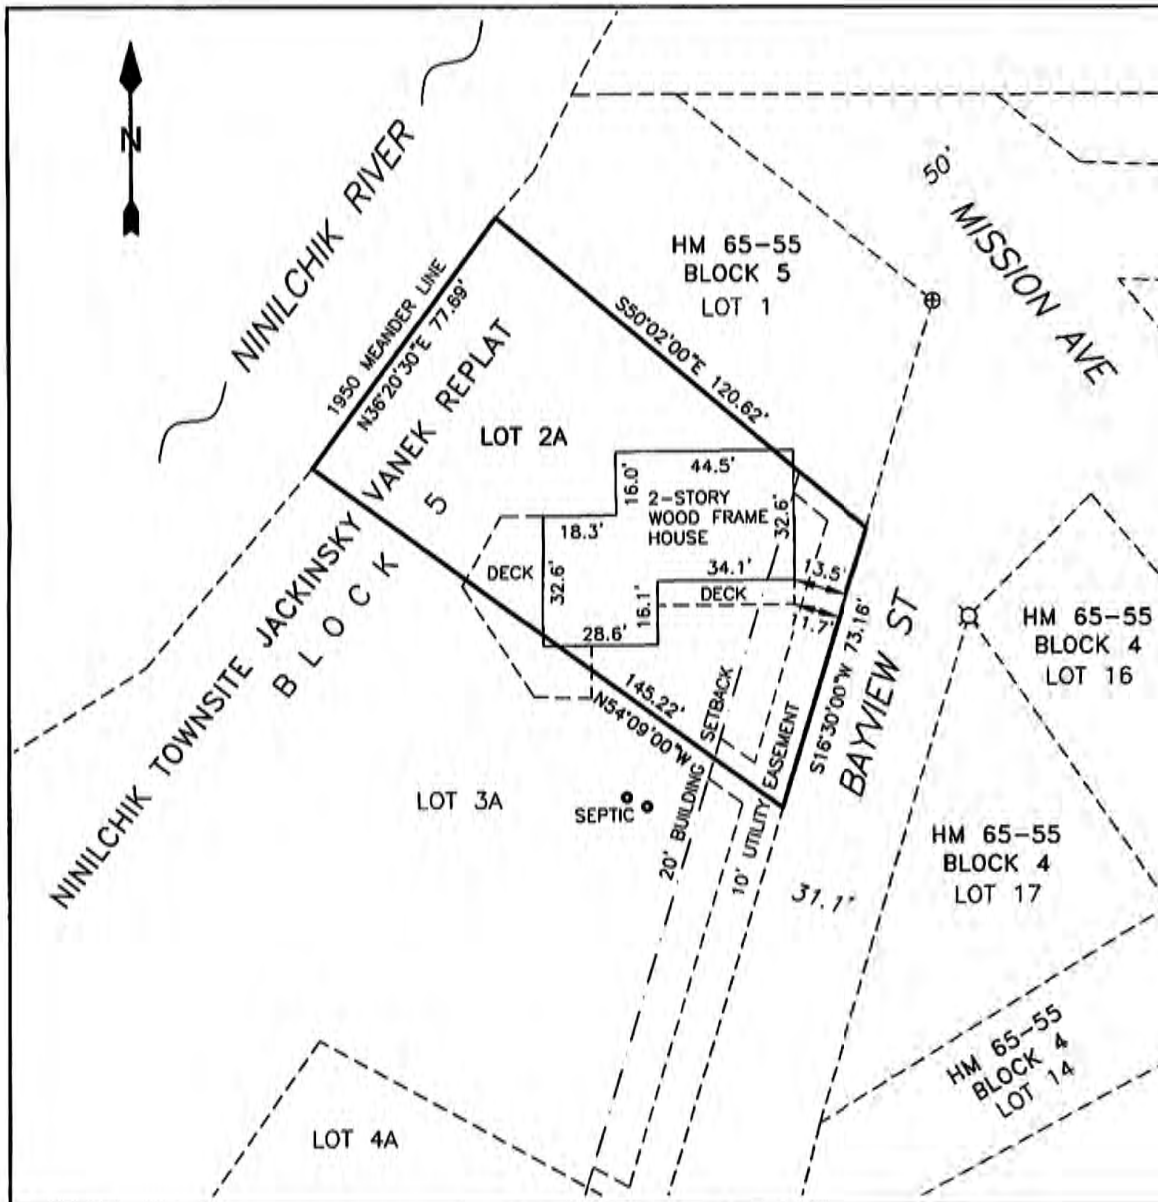 N
NINILCHIK RIVER
50'
MISSION AVE
HM 65-55
BLOCK 5
LOT 1
1950 MEANDER LINE
N36°20'30"E 77.69'
S50°02'00"E 120.62'
VANEK REPLAT
LOT 2A
5
44.5'
16.0'
2-STORY
WOOD FRAME
HOUSE
32.6'
18.3'
DECK
32.6'
34.1'
DECK
13.5'
11.7'
16.1'
28.6'
145.22'
N54°09'00"W
S16°30'00"W 73.16'
BAYVIEW ST
NINILCHIK TOWNSITE JACKINSKY
BLOCK
20' BUILDING SETBACK
10' UTILITY EASEMENT
HM 65-55
BLOCK 4
LOT 16
LOT 3A
SEPTIC
31.1'
HM 65-55
BLOCK 4
LOT 17
HM 65-55
BLOCK 4
LOT 14
LOT 4A